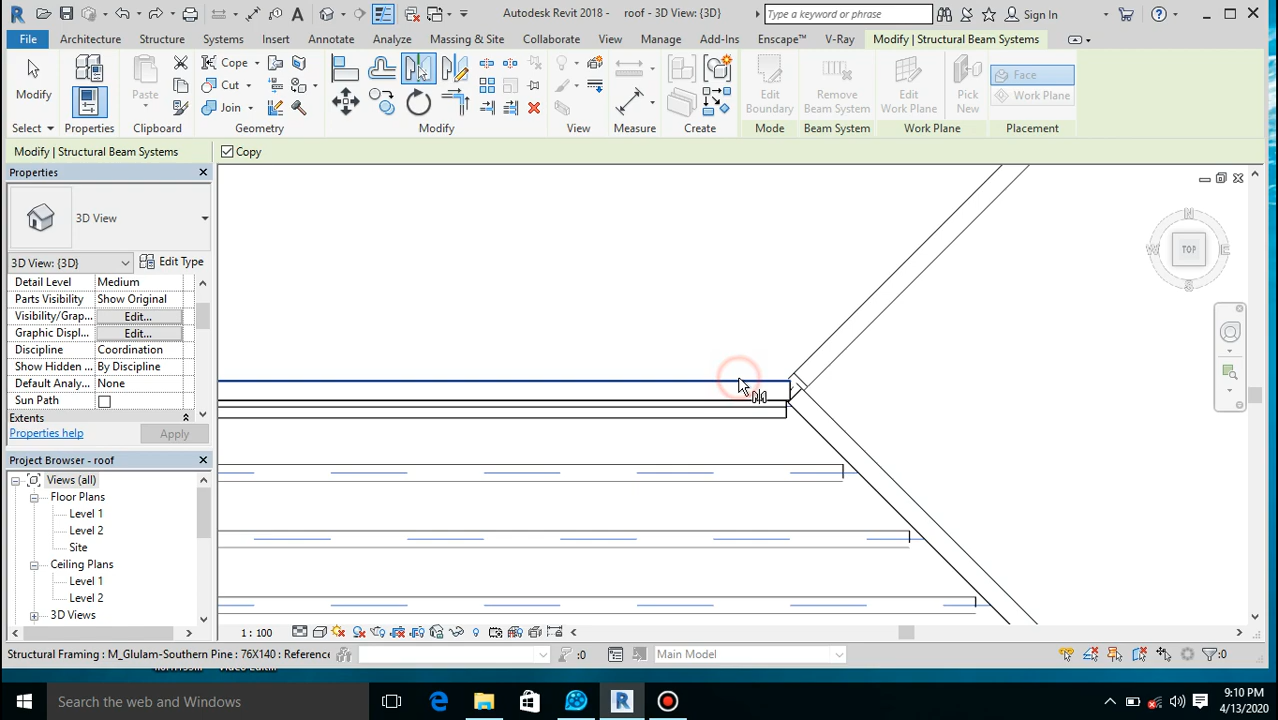 Autodesk Revit 2018 - roof - 3D View: {3D}
Type a keyword or phrase
Sign In
File
Architecture
Structure
Systems
Insert
Annotate
Analyze
Massing & Site
Collaborate
View
Manage
Add-Ins
Enscape™
V-Ray
Modify | Structural Beam Systems
Modify
Paste
Cope
Cut
Join
Edit
Boundary
Remove
Beam System
Edit
Work Plane
Pick
New
Face
Work Plane
Select
Properties
Clipboard
Geometry
Modify
View
Measure
Create
Mode
Beam System
Work Plane
Placement
Modify | Structural Beam Systems
Copy
Properties
3D View
3D View: {3D}
Edit Type
Detail Level
Medium
Parts Visibility
Show Original
Visibility/Grap...
Edit...
Graphic Displ...
Edit...
Discipline
Coordination
Show Hidden ...
By Discipline
Default Analy...
None
Sun Path
Extents
Properties help
Apply
Project Browser - roof
Views (all)
Floor Plans
Level 1
Level 2
Site
Ceiling Plans
Level 1
Level 2
3D Views
N
W
TOP
E
S
1 : 100
Structural Framing : M_Glulam-Southern Pine : 76X140 : Reference
:0
Main Model
:0
Search the web and Windows
9:10 PM
4/13/2020